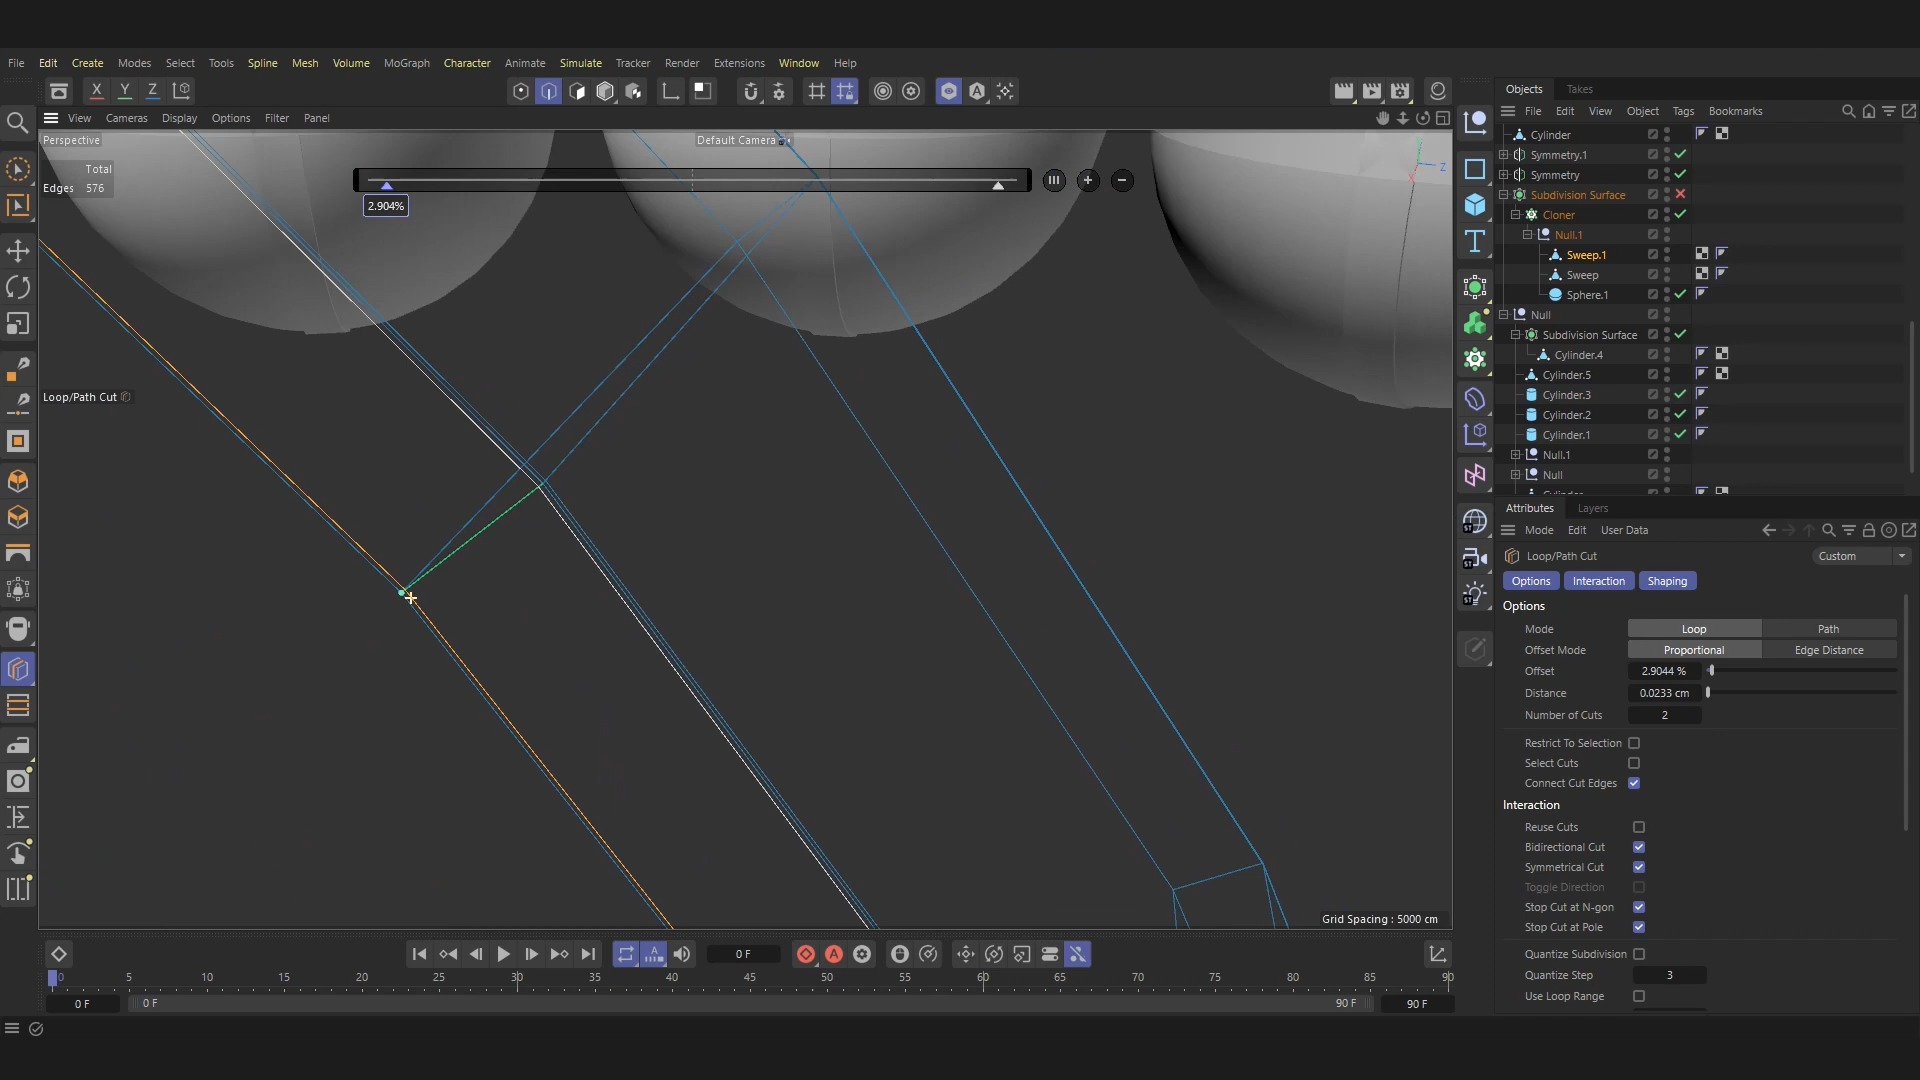 File Edit Create Modes Select Tools Spline Mesh Volume MoGraph Character Animate Simulate Tracker Render Extensions Window Help
X Y Z
View Cameras Display Options Filter Panel
Perspective
Default Camera
Total
Edges 576
2.904%
Loop/Path Cut
Z
X
Grid Spacing : 5000 cm
Objects Takes
File Edit View Object Tags Bookmarks
Cylinder
Symmetry.1
Symmetry
Subdivision Surface
Cloner
Null.1
Sweep.1
Sweep
Sphere.1
Null
Subdivision Surface
Cylinder.4
Cylinder.5
Cylinder.3
Cylinder.2
Cylinder.1
Null.1
Null
Cylinder
Attributes Layers
Mode Edit User Data
Loop/Path Cut Custom
Options Interaction Shaping
Options
Mode Loop Path
Offset Mode Proportional Edge Distance
Offset 2.9044 %
Distance 0.0233 cm
Number of Cuts 2
Restrict To Selection
Select Cuts
Connect Cut Edges
Interaction
Reuse Cuts
Bidirectional Cut
Symmetrical Cut
Toggle Direction
Stop Cut at N-gon
Stop Cut at Pole
Quantize Subdivision
Quantize Step 3
Use Loop Range
0 F
0 5 10 15 20 25 30 35 40 45 50 55 60 65 70 75 80 85 90
0 F 0 F 90 F 90 F